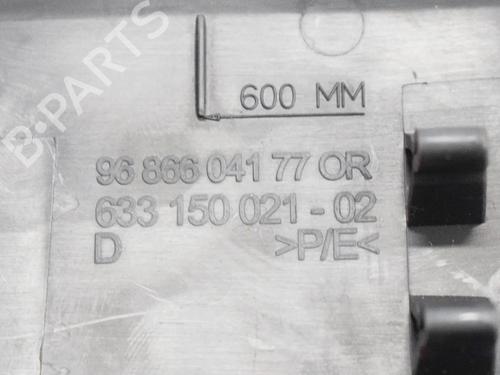 B-PARTS
600 MM
96 866 041 77 OR
633 150 021-02
D >P/E<